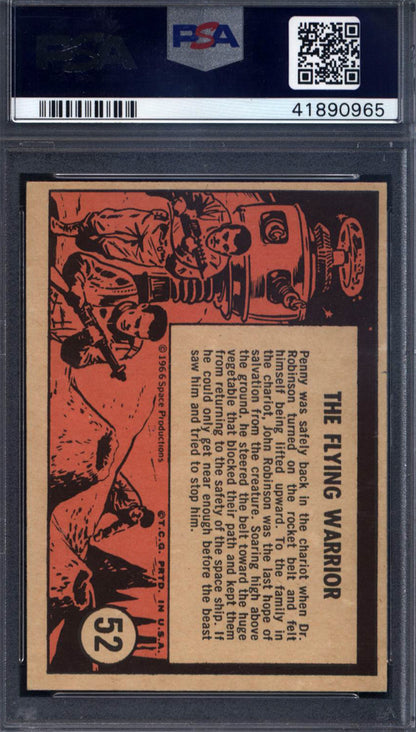 PSA
PSA
41890965
THE FLYING WARRIOR
Penny was safely back in the chariot when Dr.
Robinson turned on the rocket belt and felt
himself being lifted upward. To the family in
the chariot, John Robinson was the last hope of
salvation from the creature. Soaring high above
the ground, he steered the belt toward the huge
vegetable that blocked their path and kept them
from returning to the safety of the space ship. If
he could only get near enough before the beast
saw him and tried to stop him.
© 1966 Space Productions
© T.C.G. PRTD. IN U.S.A.
52